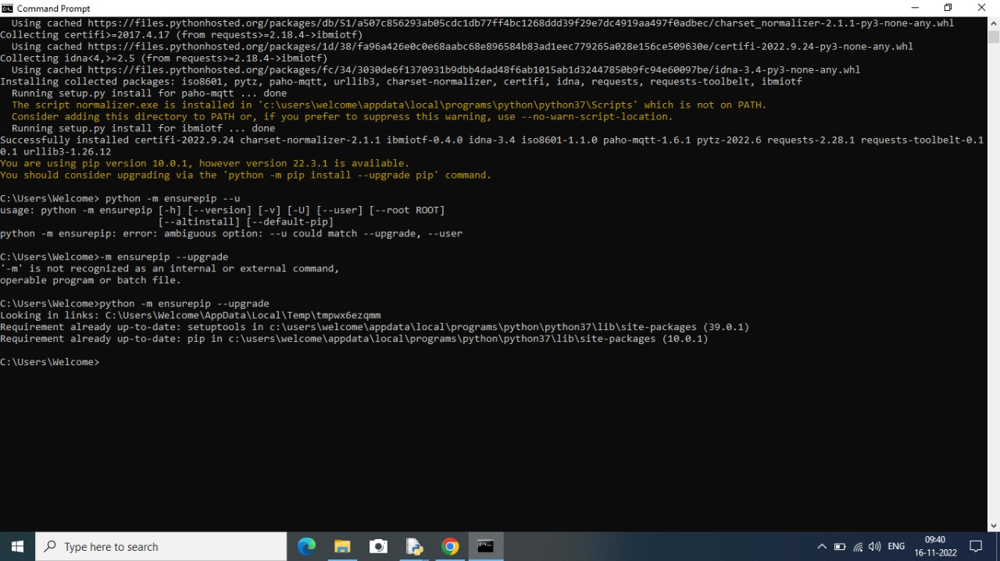 Command Prompt
Using cached https://files.pythonhosted.org/packages/db/51/a507c856293ab05cdc1db77ff4bc1268ddd39f29e7dc4919aa497f0adbec/charset_normalizer-2.1.1-py3-none-any.whl
Collecting certifi>=2017.4.17 (from requests>=2.18.4->ibmiotf)
Using cached https://files.pythonhosted.org/packages/1d/38/fa96a426e0c0e68aabc68e896584b83ad1eec779265a028e156ce509630e/certifi-2022.9.24-py3-none-any.whl
Collecting idna<4,>=2.5 (from requests>=2.18.4->ibmiotf)
Using cached https://files.pythonhosted.org/packages/fc/34/3030de6f1370931b9dbb4dad48f6ab1015ab1d32447850b9fc94e60097be/idna-3.4-py3-none-any.whl
Installing collected packages: iso8601, pytz, paho-mqtt, urllib3, charset-normalizer, certifi, idna, requests, requests-toolbelt, ibmiotf
Running setup.py install for paho-mqtt ... done
The script normalizer.exe is installed in 'c:\users\welcome\appdata\local\programs\python\python37\Scripts' which is not on PATH.
Consider adding this directory to PATH or, if you prefer to suppress this warning, use --no-warn-script-location.
Running setup.py install for ibmiotf ... done
Successfully installed certifi-2022.9.24 charset-normalizer-2.1.1 ibmiotf-0.4.0 idna-3.4 iso8601-1.1.0 paho-mqtt-1.6.1 pytz-2022.6 requests-2.28.1 requests-toolbelt-0.1
0.1 urllib3-1.26.12
You are using pip version 10.0.1, however version 22.3.1 is available.
You should consider upgrading via the 'python -m pip install --upgrade pip' command.
C:\Users\Welcome> python -m ensurepip --u
usage: python -m ensurepip [-h] [--version] [-v] [-U] [--user] [--root ROOT]
[--altinstall] [--default-pip]
python -m ensurepip: error: ambiguous option: --u could match --upgrade, --user
C:\Users\Welcome>-m ensurepip --upgrade
'-m' is not recognized as an internal or external command,
operable program or batch file.
C:\Users\Welcome>python -m ensurepip --upgrade
Looking in links: C:\Users\Welcome\AppData\Local\Temp\tmpwx6ezqmm
Requirement already up-to-date: setuptools in c:\users\welcome\appdata\local\programs\python\python37\lib\site-packages (39.0.1)
Requirement already up-to-date: pip in c:\users\welcome\appdata\local\programs\python\python37\lib\site-packages (10.0.1)
C:\Users\Welcome>
Type here to search
ENG
09:40
16-11-2022